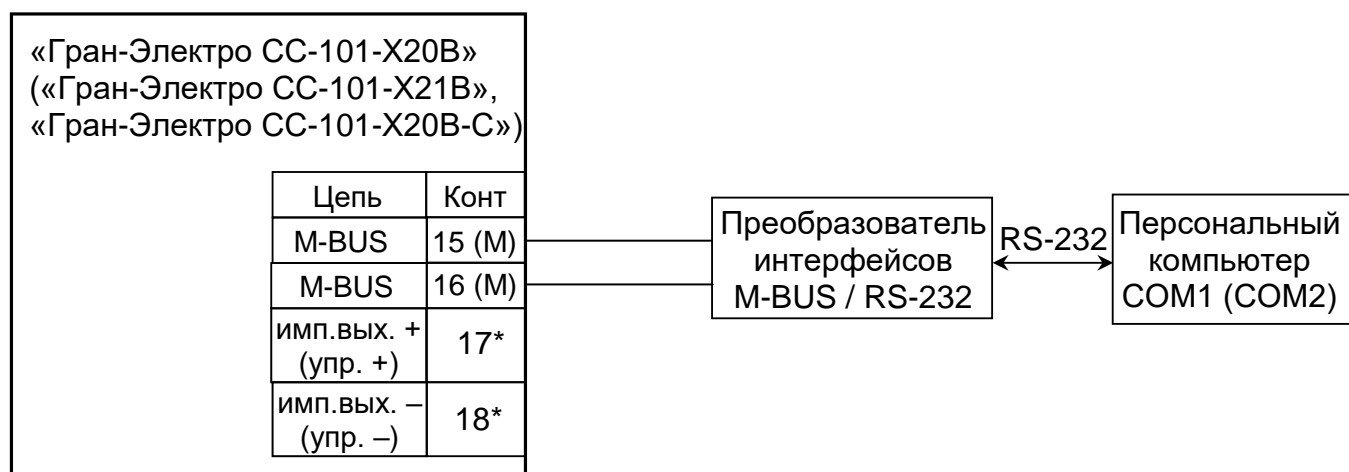 «Гран-Электро СС-101-Х20В»
(«Гран-Электро СС-101-Х21В»,
«Гран-Электро СС-101-Х20В-С»)
Цепь Конт
M-BUS 15 (М)
M-BUS 16 (М)
имп.вых. +
(упр. +)
17*
имп.вых. –
(упр. –)
18*
Преобразователь
интерфейсов
M-BUS / RS-232
RS-232
Персональный
компьютер
COM1 (COM2)